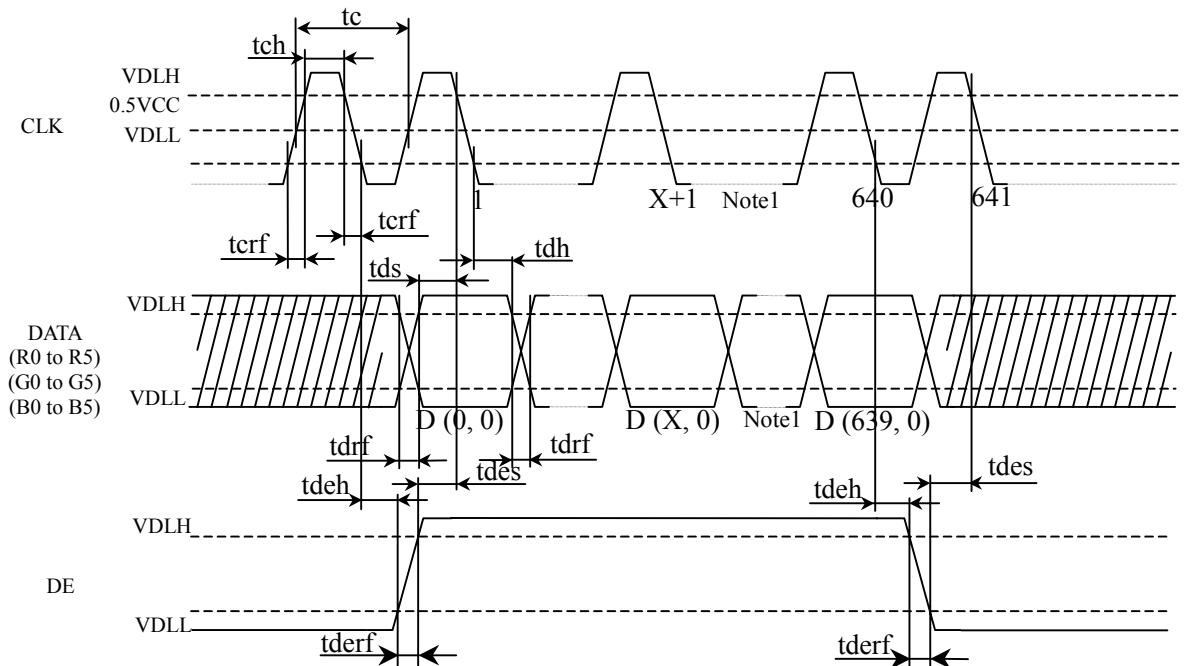 tc
tch
VDLH
0.5VCC
CLK
VDLL
1
X+1
Note1
640
641
tcrf
tcrf
tds
tdh
VDLH
DATA
(R0 to R5)
(G0 to G5)
(B0 to B5)
VDLL
D (0, 0)
D (X, 0)
Note1
D (639, 0)
tdrf
tdrf
tdeh
tdes
tdeh
tdes
VDLH
DE
VDLL
tderf
tderf